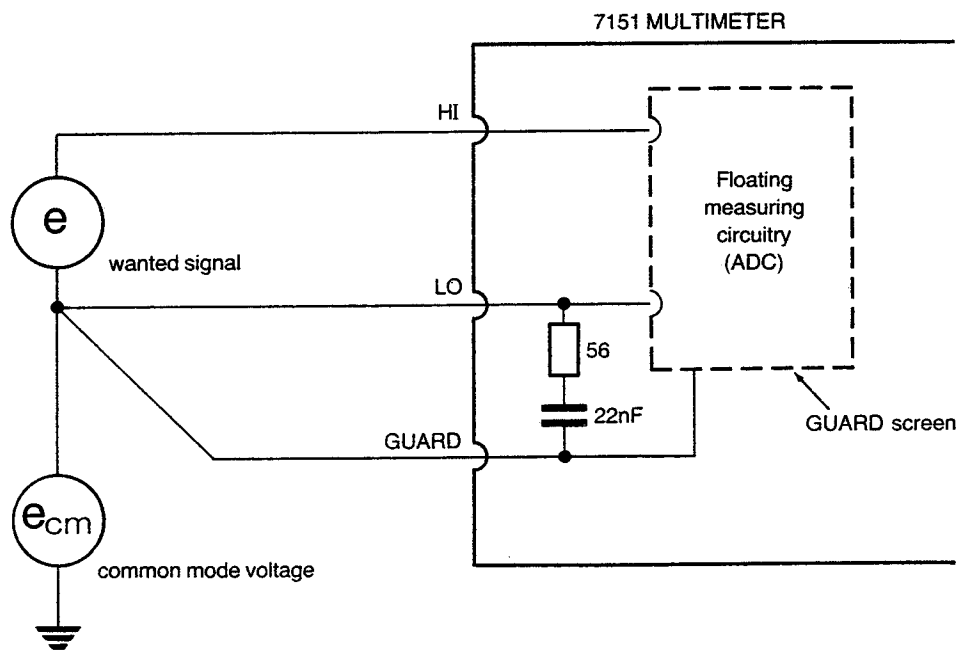 7151 MULTIMETER
HI
Floating
measuring
circuitry
(ADC)
e
wanted signal
LO
56
22nF
GUARD screen
GUARD
ecm
common mode voltage